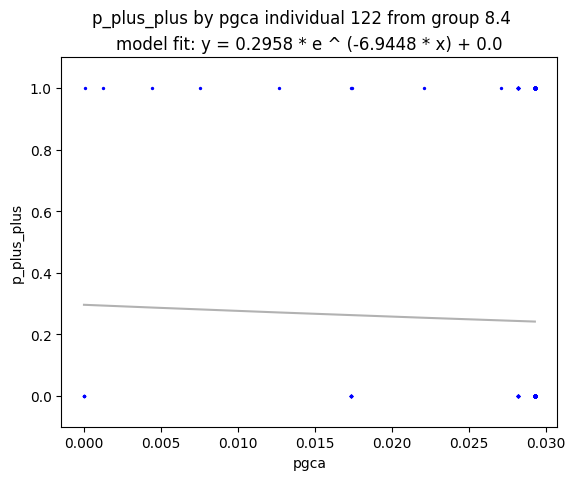 p_plus_plus by pgca individual 122 from group 8.4
model fit: y = 0.2958 * e ^ (-6.9448 * x) + 0.0
1.0
0.8
0.6
0.4
0.2
0.0
p_plus_plus
0.000 0.005 0.010 0.015 0.020 0.025 0.030
pgca